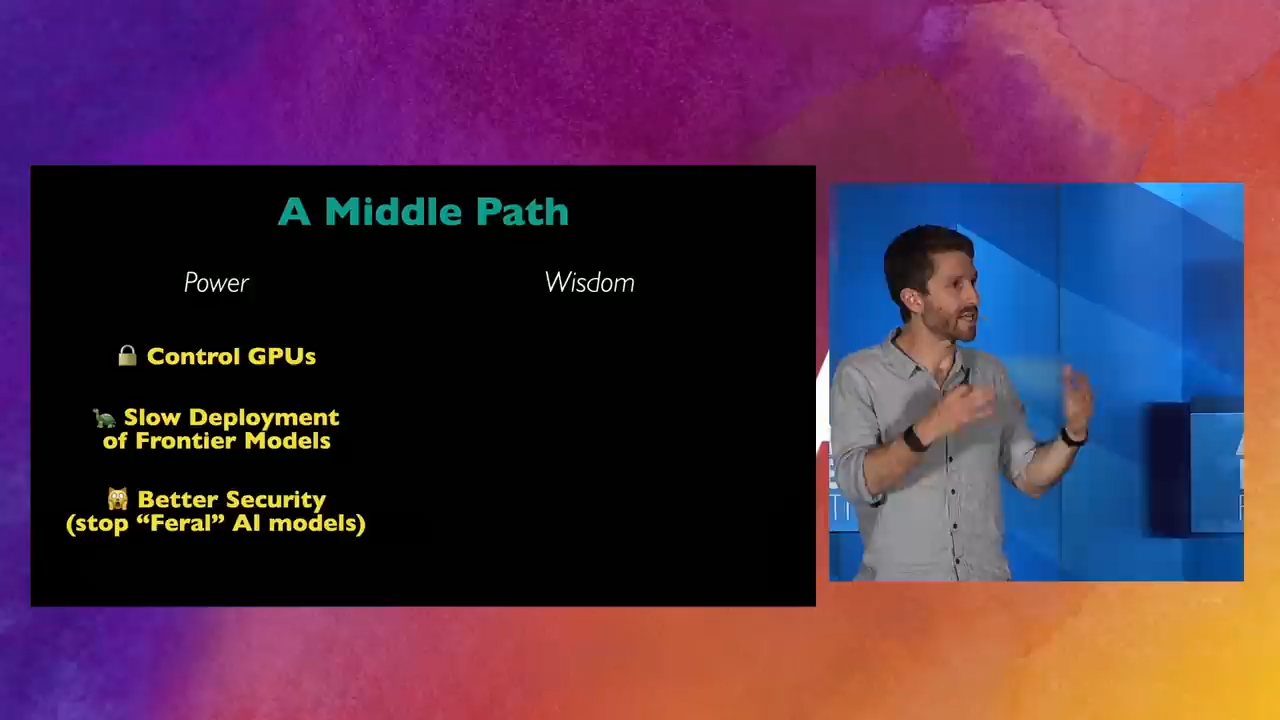 A Middle Path
Power
Wisdom
🔒 Control GPUs
🦕 Slow Deployment
of Frontier Models
🙀 Better Security
(stop “Feral” AI models)